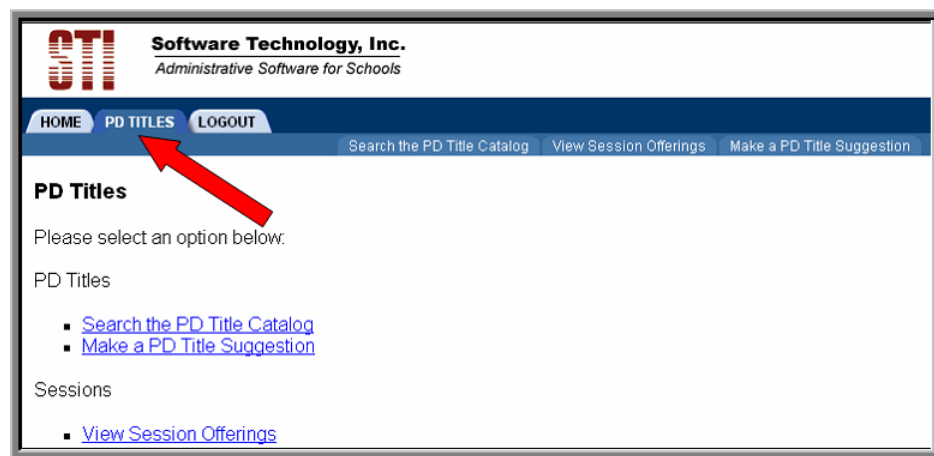 STI
Software Technology, Inc.
Administrative Software for Schools
HOME PD TITLES LOGOUT
Search the PD Title Catalog View Session Offerings Make a PD Title Suggestion
PD Titles
Please select an option below:
PD Titles
Search the PD Title Catalog
Make a PD Title Suggestion
Sessions
View Session Offerings